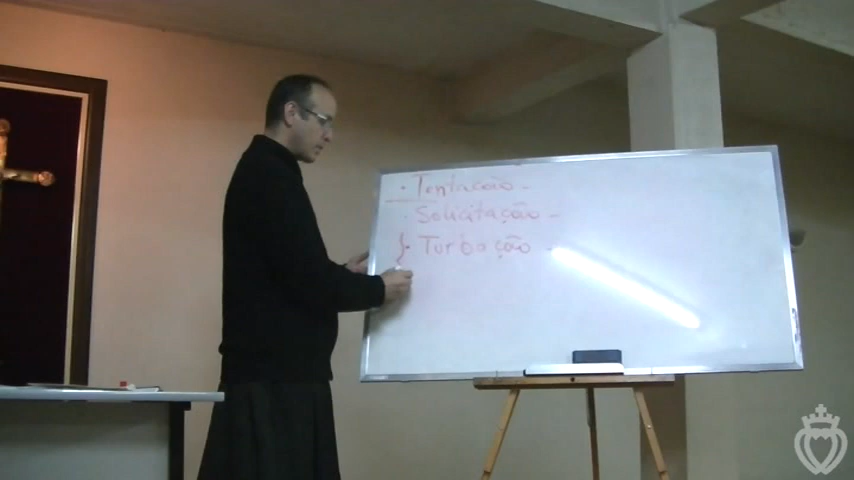 · Tentação -
· Solicitação -
· Turbação -